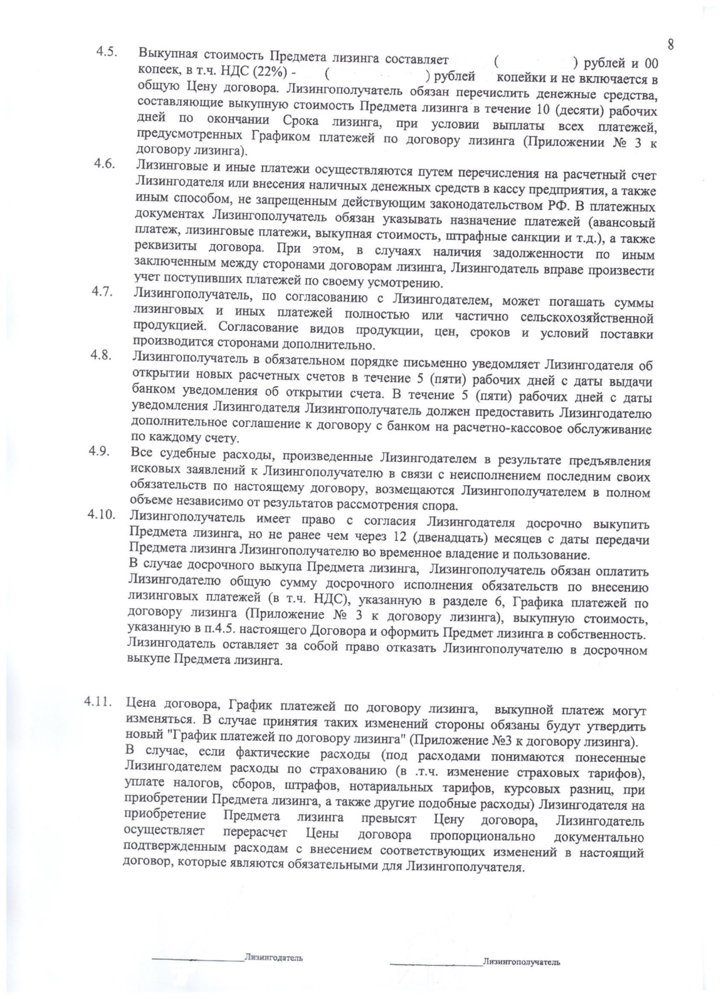 8
4.5. Выкупная стоимость Предмета лизинга составляет ( ) рублей и 00
копеек, в т.ч. НДС (22%) - ( ) рублей копейки и не включается в
общую Цену договора. Лизингополучатель обязан перечислить денежные средства,
составляющие выкупную стоимость Предмета лизинга в течение 10 (десяти) рабочих
дней по окончании Срока лизинга, при условии выплаты всех платежей,
предусмотренных Графиком платежей по договору лизинга (Приложении № 3 к
договору лизинга).
4.6. Лизинговые и иные платежи осуществляются путем перечисления на расчетный счет
Лизингодателя или внесения наличных денежных средств в кассу предприятия, а также
иным способом, не запрещенным действующим законодательством РФ. В платежных
документах Лизингополучатель обязан указывать назначение платежей (авансовый
платеж, лизинговые платежи, выкупная стоимость, штрафные санкции и т.д.), а также
реквизиты договора. При этом, в случаях наличия задолженности по иным
заключенным между сторонами договорам лизинга, Лизингодатель вправе произвести
учет поступивших платежей по своему усмотрению.
4.7. Лизингополучатель, по согласованию с Лизингодателем, может погашать суммы
лизинговых и иных платежей полностью или частично сельскохозяйственной
продукцией. Согласование видов продукции, цен, сроков и условий поставки
производится сторонами дополнительно.
4.8. Лизингополучатель в обязательном порядке письменно уведомляет Лизингодателя об
открытии новых расчетных счетов в течение 5 (пяти) рабочих дней с даты выдачи
банком уведомления об открытии счета. В течение 5 (пяти) рабочих дней с даты
уведомления Лизингодателя Лизингополучатель должен предоставить Лизингодателю
дополнительное соглашение к договору с банком на расчетно-кассовое обслуживание
по каждому счету.
4.9. Все судебные расходы, произведенные Лизингодателем в результате предъявления
исковых заявлений к Лизингополучателю в связи с неисполнением последним своих
обязательств по настоящему договору, возмещаются Лизингополучателем в полном
объеме независимо от результатов рассмотрения спора.
4.10. Лизингополучатель имеет право с согласия Лизингодателя досрочно выкупить
Предмета лизинга, но не ранее чем через 12 (двенадцать) месяцев с даты передачи
Предмета лизинга Лизингополучателю во временное владение и пользование.
В случае досрочного выкупа Предмета лизинга, Лизингополучатель обязан оплатить
Лизингодателю общую сумму досрочного исполнения обязательств по внесению
лизинговых платежей (в т.ч. НДС), указанную в разделе 6, Графика платежей по
договору лизинга (Приложение № 3 к договору лизинга), выкупную стоимость,
указанную в п.4.5. настоящего Договора и оформить Предмет лизинга в собственность.
Лизингодатель оставляет за собой право отказать Лизингополучателю в досрочном
выкупе Предмета лизинга.
4.11. Цена договора, График платежей по договору лизинга, выкупной платеж могут
изменяться. В случае принятия таких изменений стороны обязаны будут утвердить
новый "График платежей по договору лизинга" (Приложение №3 к договору лизинга).
В случае, если фактические расходы (под расходами понимаются понесенные
Лизингодателем расходы по страхованию (в .т.ч. изменение страховых тарифов),
уплате налогов, сборов, штрафов, нотариальных тарифов, курсовых разниц, при
приобретении Предмета лизинга, а также другие подобные расходы) Лизингодателя на
приобретение Предмета лизинга превысят Цену договора, Лизингодатель
осуществляет перерасчет Цены договора пропорционально документально
подтвержденным расходам с внесением соответствующих изменений в настоящий
договор, которые являются обязательными для Лизингополучателя.
_______________Лизингодатель _______________Лизингополучатель